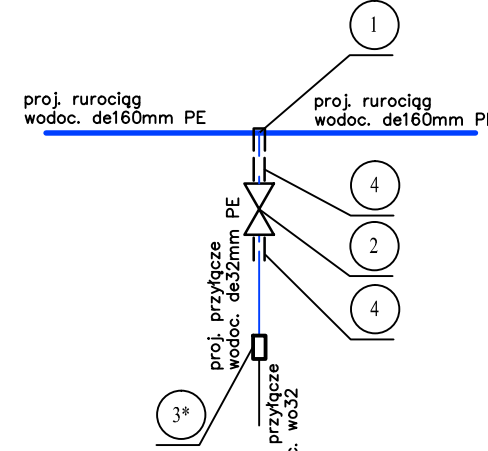 1
proj. rurociąg
wodoc. de160mm PE
proj. rurociąg
wodoc. de160mm PE
4
2
4
proj. przyłącze
wodoc. de32mm PE
3*
przyłącze
wo32